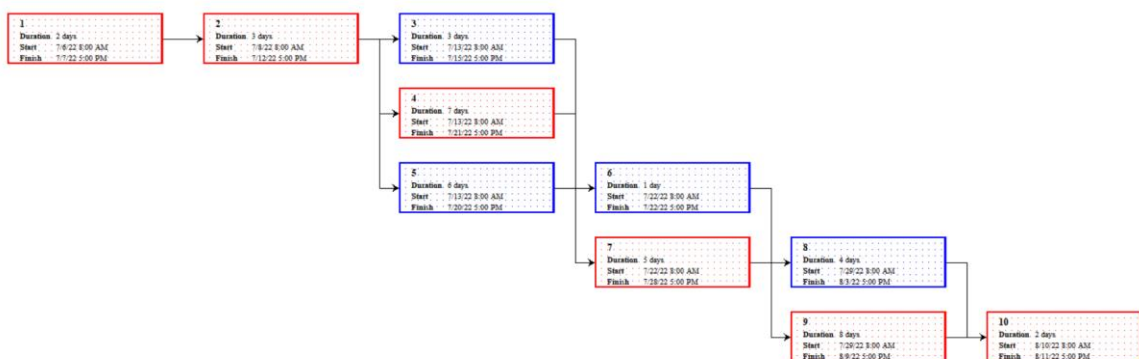 1
Duration 2 days
Start 7/6/22 8:00 AM
Finish 7/7/22 5:00 PM
2
Duration 3 days
Start 7/8/22 8:00 AM
Finish 7/12/22 5:00 PM
3
Duration 3 days
Start 7/13/22 8:00 AM
Finish 7/15/22 5:00 PM
4
Duration 7 days
Start 7/13/22 8:00 AM
Finish 7/21/22 5:00 PM
5
Duration 6 days
Start 7/13/22 8:00 AM
Finish 7/20/22 5:00 PM
6
Duration 1 day
Start 7/22/22 8:00 AM
Finish 7/22/22 5:00 PM
7
Duration 5 days
Start 7/22/22 8:00 AM
Finish 7/28/22 5:00 PM
8
Duration 4 days
Start 7/29/22 8:00 AM
Finish 8/3/22 5:00 PM
9
Duration 8 days
Start 7/29/22 8:00 AM
Finish 8/9/22 5:00 PM
10
Duration 2 days
Start 8/10/22 8:00 AM
Finish 8/11/22 5:00 PM